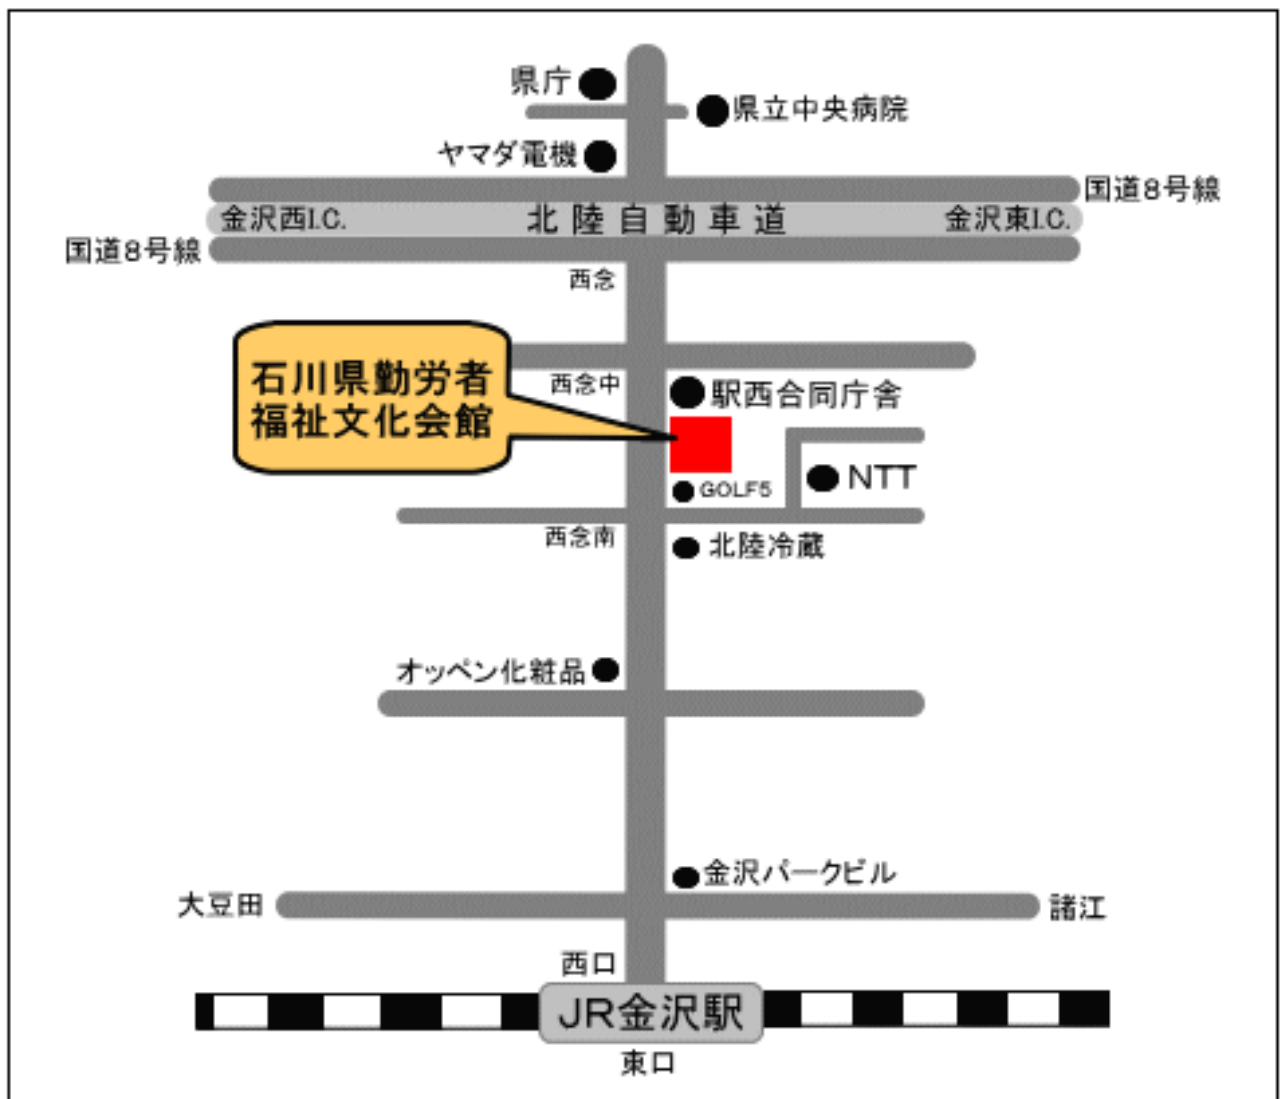 県庁
県立中央病院
ヤマダ電機
国道8号線
金沢西I.C.
北陸自動車道
金沢東I.C.
国道8号線
西念
石川県勤労者
福祉文化会館
西念中
駅西合同庁舎
NTT
GOLF5
西念南
北陸冷蔵
オッペン化粧品
金沢パークビル
大豆田
諸江
西口
JR金沢駅
東口